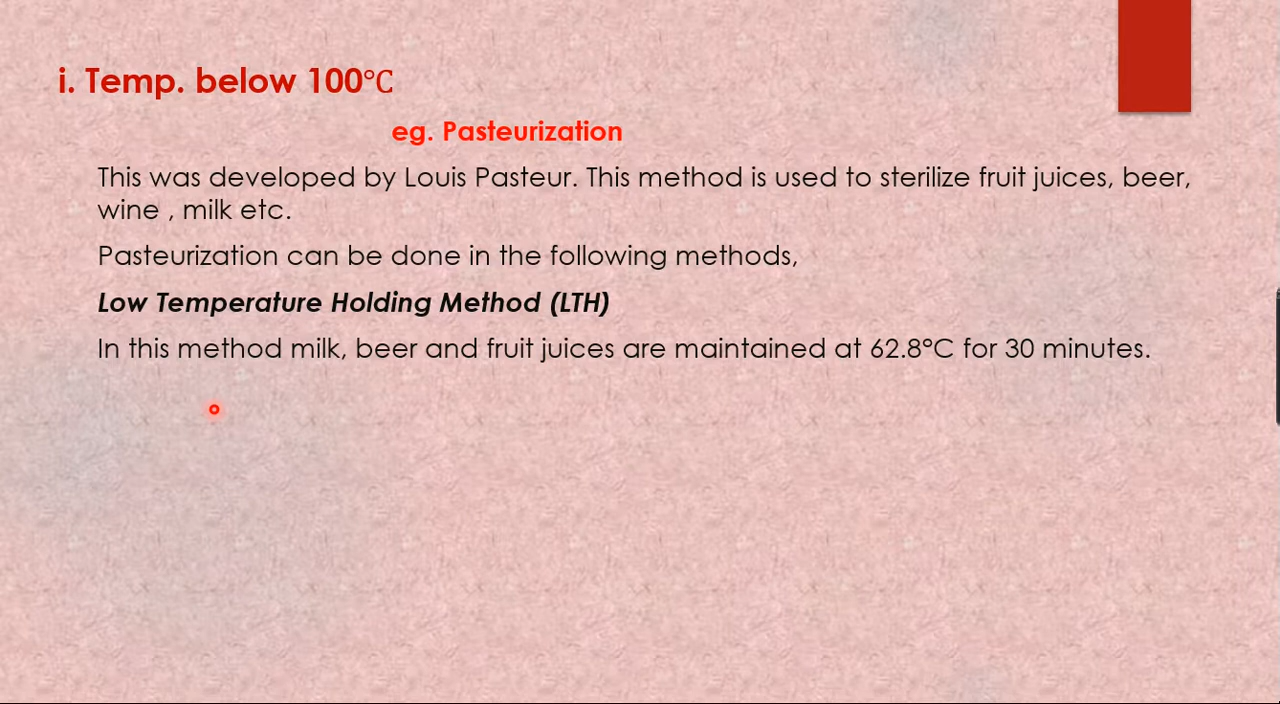 i. Temp. below 100°C
eg. Pasteurization
This was developed by Louis Pasteur. This method is used to sterilize fruit juices, beer,
wine , milk etc.
Pasteurization can be done in the following methods,
Low Temperature Holding Method (LTH)
In this method milk, beer and fruit juices are maintained at 62.8°C for 30 minutes.